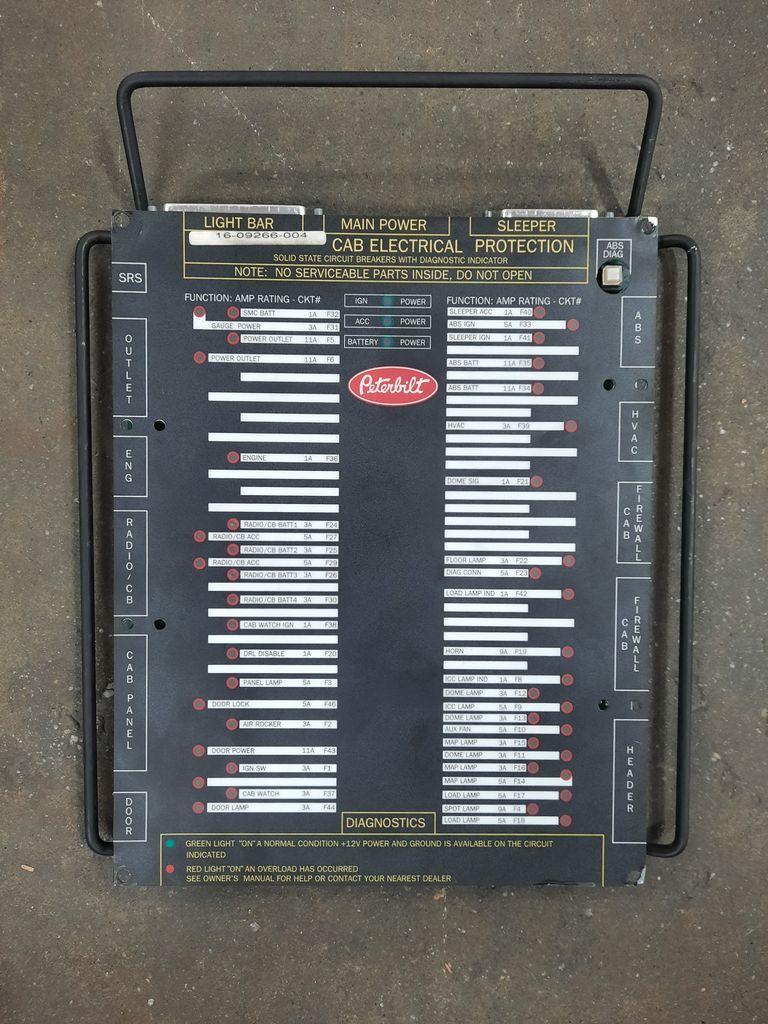 LIGHT BAR
MAIN POWER
SLEEPER
16-09266-004
CAB ELECTRICAL PROTECTION
SOLID STATE CIRCUIT BREAKERS WITH DIAGNOSTIC INDICATOR
NOTE: NO SERVICEABLE PARTS INSIDE, DO NOT OPEN
ABS
DIAG
SRS
OUTLET
ENG
RADIO/CB
CAB PANEL
DOOR
FUNCTION: AMP RATING - CKT#
SMC BATT 1A F32
GAUGE POWER 3A F31
POWER OUTLET 11A F5
POWER OUTLET 11A F6
ENGINE 1A F36
RADIO/CB BATT1 3A F24
RADIO/CB ACC 5A F27
RADIO/CB BATT2 3A F25
RADIO/CB ACC 5A F29
RADIO/CB BATT3 3A F26
RADIO/CB BATT4 3A F30
CAB WATCH IGN 1A F38
DRL DISABLE 1A F20
PANEL LAMP 5A F3
DOOR LOCK 5A F46
AIR ROCKER 3A F2
DOOR POWER 11A F43
IGN SW 3A F1
CAB WATCH 3A F37
DOOR LAMP 3A F44
IGN POWER
ACC POWER
BATTERY POWER
Peterbilt
FUNCTION: AMP RATING - CKT#
SLEEPER ACC 1A F40
ABS IGN 5A F33
SLEEPER IGN 1A F41
ABS BATT 11A F35
ABS BATT 11A F34
HVAC 3A F39
DOME SIG 1A F21
FLOOR LAMP 3A F22
DIAG CONN 5A F23
LOAD LAMP IND 1A F42
HORN 9A F19
ICC LAMP IND 1A F8
DOME LAMP 3A F12
ICC LAMP 5A F9
DOME LAMP 3A F13
AUX FAN 5A F10
MAP LAMP 3A F15
DOME LAMP 3A F11
MAP LAMP 3A F16
MAP LAMP 5A F14
LOAD LAMP 5A F17
SPOT LAMP 9A F4
LOAD LAMP 5A F18
ABS
HVAC
FIREWALL
CAB
FIREWALL
CAB
HEADER
DIAGNOSTICS
GREEN LIGHT "ON" A NORMAL CONDITION +12V POWER AND GROUND IS AVAILABLE ON THE CIRCUIT
INDICATED
RED LIGHT "ON" AN OVERLOAD HAS OCCURRED
SEE OWNER'S MANUAL FOR HELP OR CONTACT YOUR NEAREST DEALER